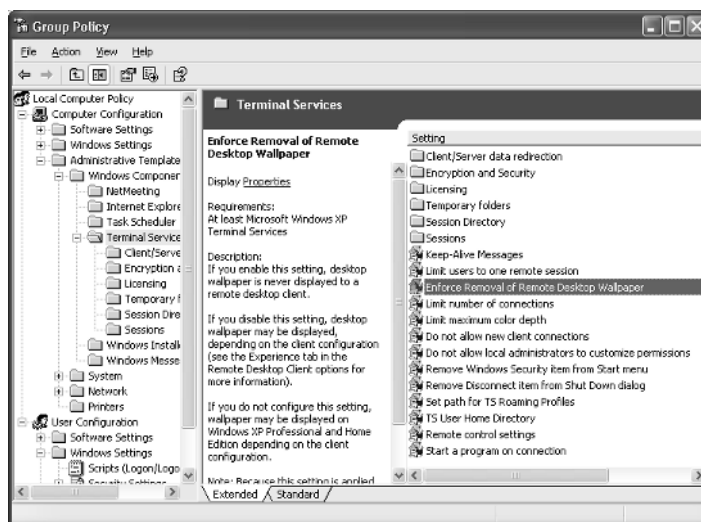 Group Policy
File Action View Help
Local Computer Policy
Computer Configuration
Software Settings
Windows Settings
Administrative Template
Windows Componer
NetMeeting
Internet Explore
Task Scheduler
Terminal Service
Client/Serve
Encryption a
Licensing
Temporary f
Session Dire
Sessions
Windows Install
Windows Messe
System
Network
Printers
User Configuration
Software Settings
Windows Settings
Scripts (Logon/Logo
Security Settings
Terminal Services
Enforce Removal of Remote
Desktop Wallpaper
Display Properties
Requirements:
At least Microsoft Windows XP
Terminal Services
Description:
If you enable this setting, desktop
wallpaper is never displayed to a
remote desktop client.
If you disable this setting, desktop
wallpaper may be displayed,
depending on the client configuration
(see the Experience tab in the
Remote Desktop Client options for
more information).
If you do not configure this setting,
wallpaper may be displayed on
Windows XP Professional and Home
Edition depending on the client
configuration.
Note: Because this setting is applied
Setting
Client/Server data redirection
Encryption and Security
Licensing
Temporary folders
Session Directory
Sessions
Keep-Alive Messages
Limit users to one remote session
Enforce Removal of Remote Desktop Wallpaper
Limit number of connections
Limit maximum color depth
Do not allow new client connections
Do not allow local administrators to customize permissions
Remove Windows Security item from Start menu
Remove Disconnect item from Shut Down dialog
Set path for TS Roaming Profiles
TS User Home Directory
Remote control settings
Start a program on connection
Extended Standard